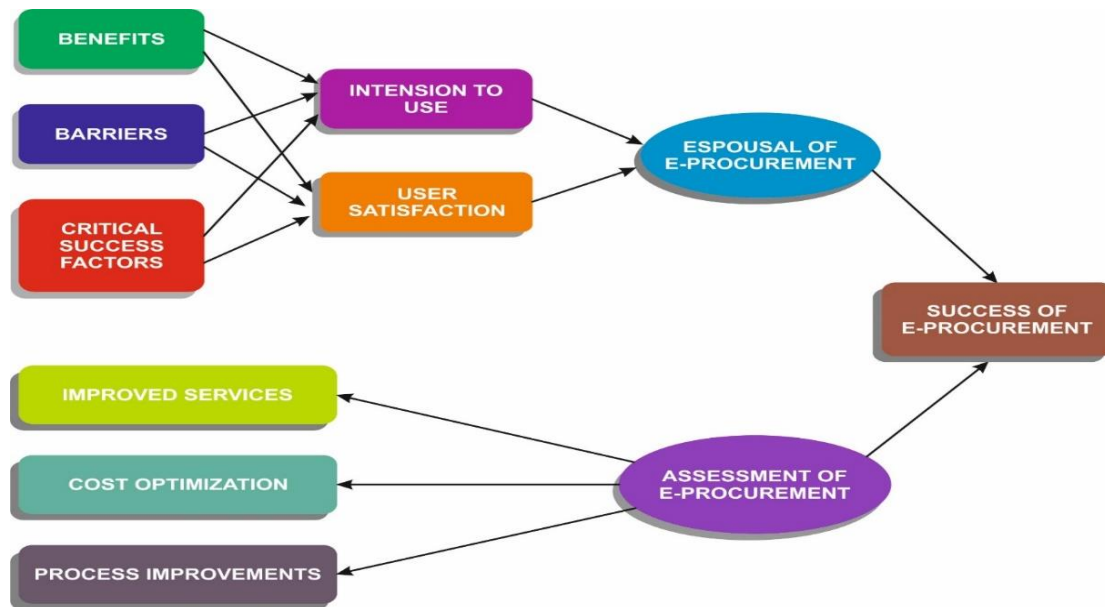 BENEFITS
BARRIERS
CRITICAL
SUCCESS
FACTORS
INTENSION TO
USE
USER
SATISFACTION
ESPOUSAL OF
E-PROCUREMENT
SUCCESS OF
E-PROCUREMENT
IMPROVED SERVICES
COST OPTIMIZATION
PROCESS IMPROVEMENTS
ASSESSMENT OF
E-PROCUREMENT